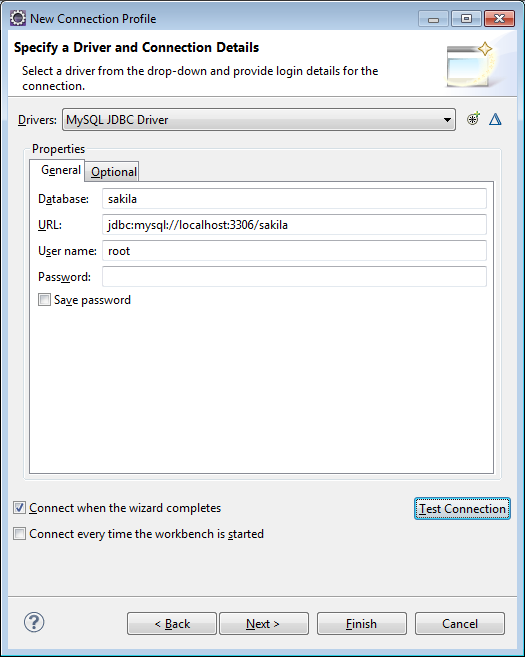 New Connection Profile
Specify a Driver and Connection Details
Select a driver from the drop-down and provide login details for the
connection.
Drivers: MySQL JDBC Driver
Properties
General Optional
Database: sakila
URL: jdbc:mysql://localhost:3306/sakila
User name: root
Password:
Save password
Connect when the wizard completes Test Connection
Connect every time the workbench is started
? < Back Next > Finish Cancel